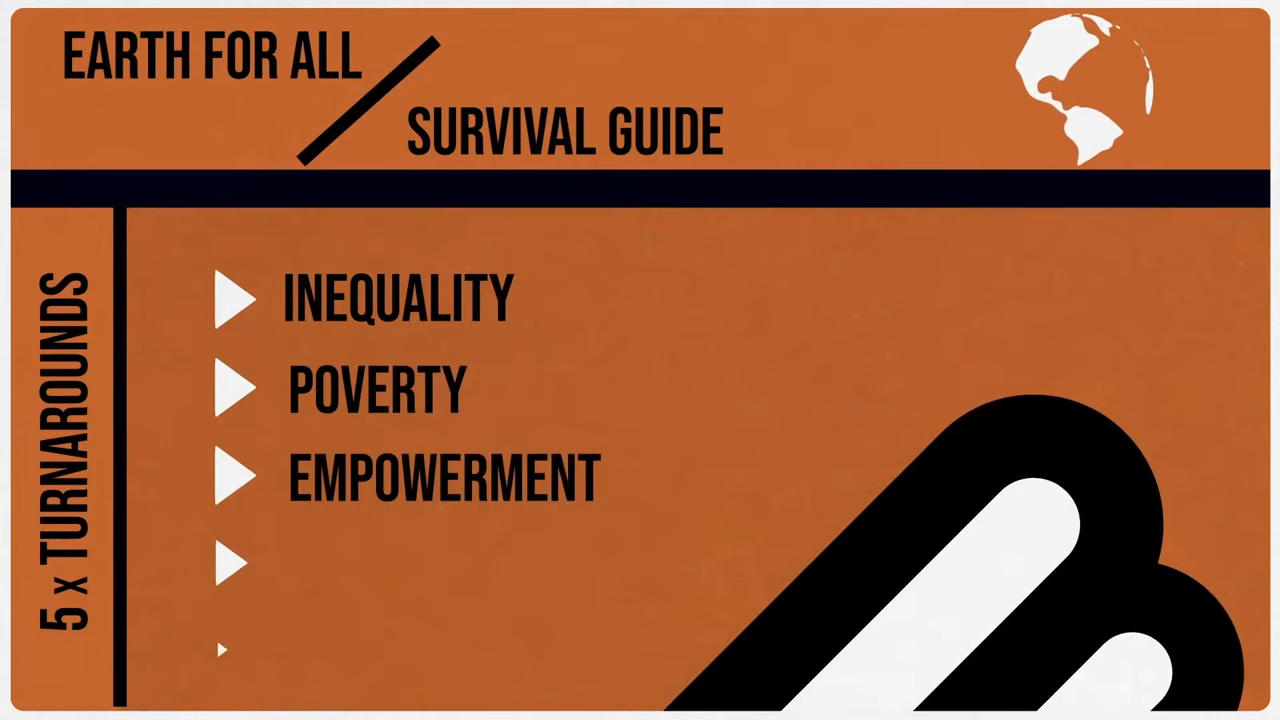 EARTH FOR ALL
SURVIVAL GUIDE
5 x TURNAROUNDS
INEQUALITY
POVERTY
EMPOWERMENT